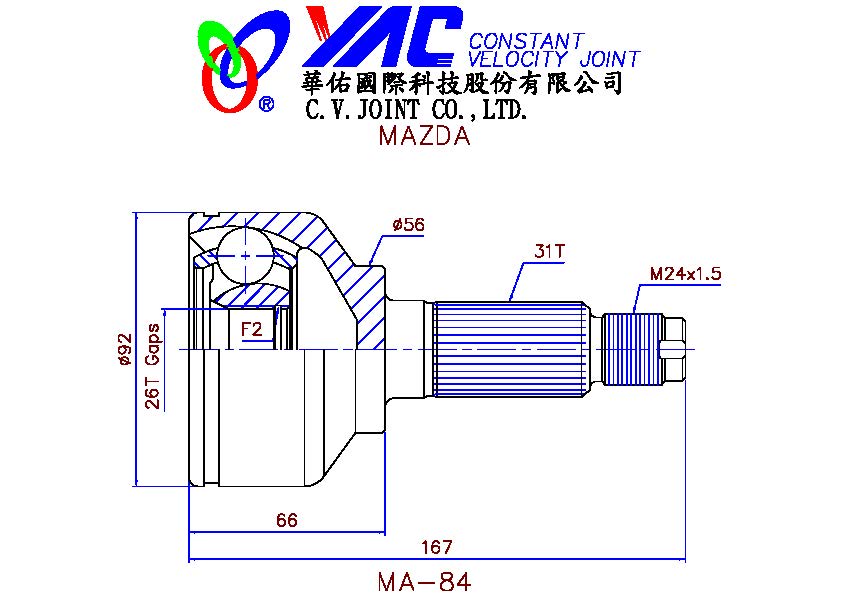 YAC CONSTANT
VELOCITY JOINT
®
華佑國際科技股份有限公司
C.V.JOINT CO.,LTD.
MAZDA
ø56
31T
M24x1.5
F2
ø92
26T Gaps
66
167
MA-84